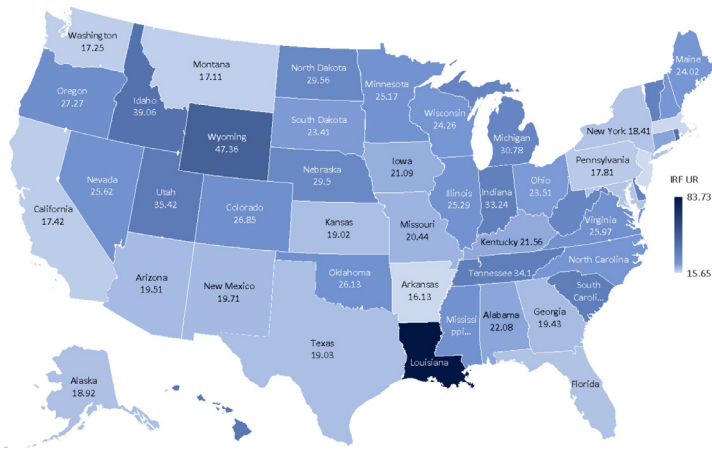 Washington
17.25
Montana
17.11
North Dakota
29.56
Minnesota
25.17
Maine
24.02
Oregon
27.27
Idaho
39.06
Wyoming
47.36
South Dakota
23.41
Wisconsin
24.26
Michigan
30.78
New York 18.41
Nebraska
29.5
Iowa
21.09
Pennsylvania
17.81
Nevada
25.62
Utah
35.42
Colorado
26.85
Illinois
25.29
Indiana
33.24
Ohio
23.51
California
17.42
Kansas
19.02
Missouri
20.44
Kentucky 21.56
Virginia
25.97
Arizona
19.51
New Mexico
19.71
Oklahoma
26.13
Arkansas
16.13
Tennessee 34.1
North Carolina
South
Caroli...
Mississi
ppi...
Alabama
22.08
Georgia
19.43
Texas
19.03
Louisiana
Florida
Alaska
18.92
IRF UR
83.73
15.65